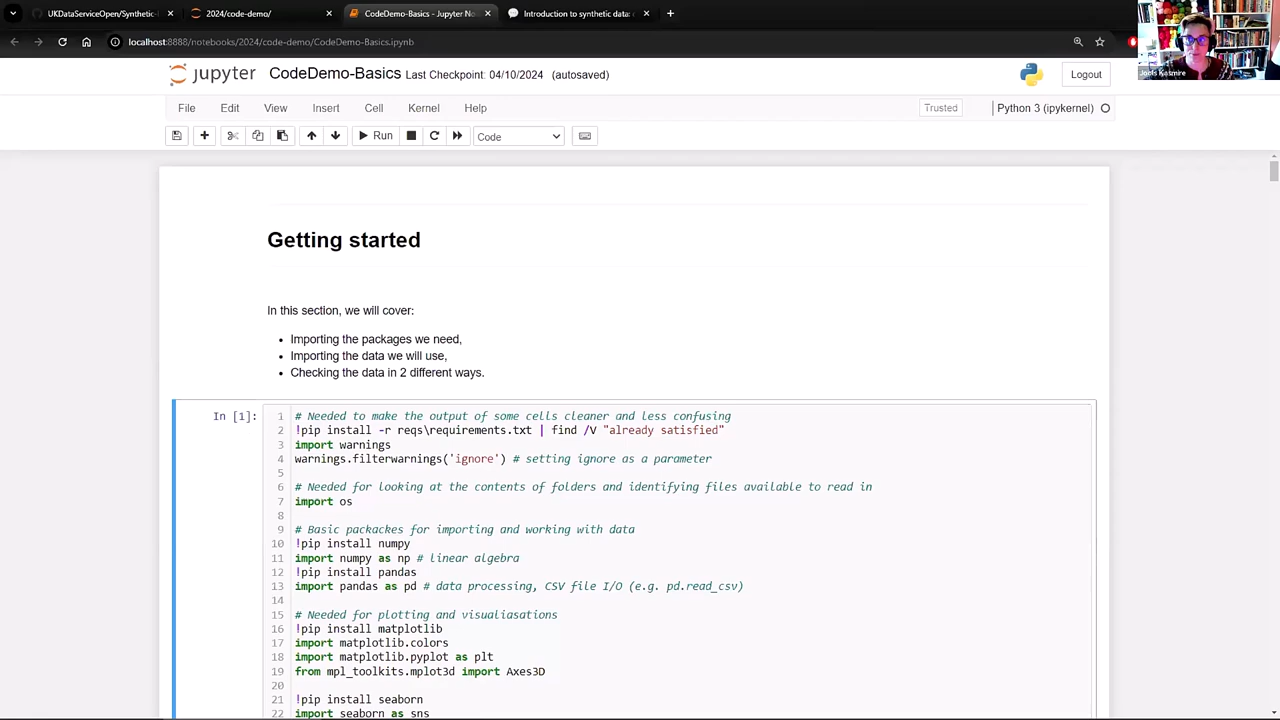 UKDataServiceOpen/Synthetic-
2024/code-demo/
CodeDemo-Basics - Jupyter No
Introduction to synthetic data:
localhost:8888/notebooks/2024/code-demo/CodeDemo-Basics.ipynb
Jools Kasmire
jupyter CodeDemo-Basics Last Checkpoint: 04/10/2024 (autosaved)
Logout
File Edit View Insert Cell Kernel Help
Trusted
Python 3 (ipykernel)
Run
Code
Getting started
In this section, we will cover:
• Importing the packages we need,
• Importing the data we will use,
• Checking the data in 2 different ways.
In [1]:
1 # Needed to make the output of some cells cleaner and less confusing
2 !pip install -r reqs\requirements.txt | find /V "already satisfied"
3 import warnings
4 warnings.filterwarnings('ignore') # setting ignore as a parameter
5
6 # Needed for looking at the contents of folders and identifying files available to read in
7 import os
8
9 # Basic packackes for importing and working with data
10 !pip install numpy
11 import numpy as np # linear algebra
12 !pip install pandas
13 import pandas as pd # data processing, CSV file I/O (e.g. pd.read_csv)
14
15 # Needed for plotting and visualiasations
16 !pip install matplotlib
17 import matplotlib.colors
18 import matplotlib.pyplot as plt
19 from mpl_toolkits.mplot3d import Axes3D
20
21 !pip install seaborn
22 import seaborn as sns